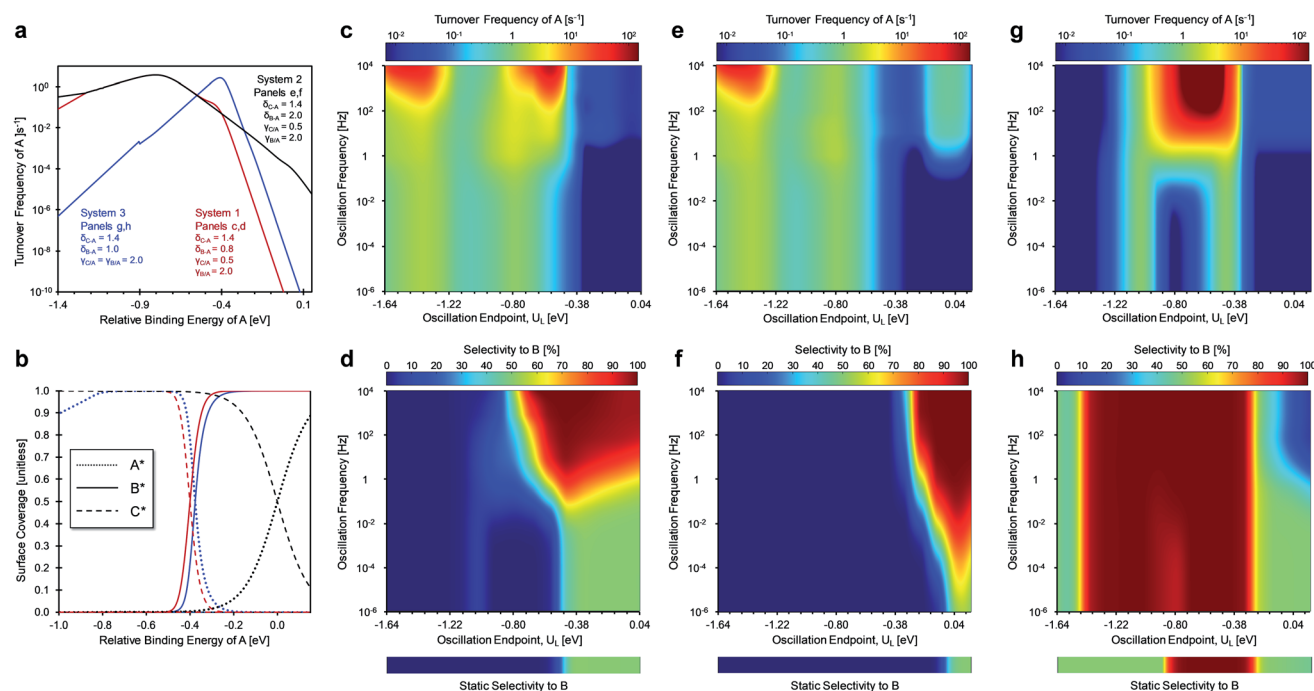 a
Turnover Frequency of A [s⁻¹]
10⁰
10⁻²
10⁻⁴
10⁻⁶
10⁻⁸
10⁻¹⁰
System 2
Panels e,f
δC-A = 1.4
δB-A = 2.0
γC/A = 0.5
γB/A = 2.0
System 3
Panels g,h
δC-A = 1.4
δB-A = 1.0
γC/A = γB/A = 2.0
System 1
Panels c,d
δC-A = 1.4
δB-A = 0.8
γC/A = 0.5
γB/A = 2.0
-1.4 -0.9 -0.4 0.1
Relative Binding Energy of A [eV]
b
Surface Coverage [unitless]
1.0
0.9
0.8
0.7
0.6
0.5
0.4
0.3
0.2
0.1
0.0
A*
B*
C*
-1.0 -0.8 -0.6 -0.4 -0.2 0.0
Relative Binding Energy of A [eV]
c
Turnover Frequency of A [s⁻¹]
10⁻² 10⁻¹ 1 10¹ 10²
Oscillation Frequency [Hz]
10⁴
10²
1
10⁻²
10⁻⁴
10⁻⁶
-1.64 -1.22 -0.80 -0.38 0.04
Oscillation Endpoint, UL [eV]
d
Selectivity to B [%]
0 10 20 30 40 50 60 70 80 90 100
Oscillation Frequency [Hz]
10⁴
10²
1
10⁻²
10⁻⁴
10⁻⁶
-1.64 -1.22 -0.80 -0.38 0.04
Oscillation Endpoint, UL [eV]
Static Selectivity to B
e
Turnover Frequency of A [s⁻¹]
10⁻² 10⁻¹ 1 10¹ 10²
Oscillation Frequency [Hz]
10⁴
10²
1
10⁻²
10⁻⁴
10⁻⁶
-1.64 -1.22 -0.80 -0.38 0.04
Oscillation Endpoint, UL [eV]
f
Selectivity to B [%]
0 10 20 30 40 50 60 70 80 90 100
Oscillation Frequency [Hz]
10⁴
10²
1
10⁻²
10⁻⁴
10⁻⁶
-1.64 -1.22 -0.80 -0.38 0.04
Oscillation Endpoint, UL [eV]
Static Selectivity to B
g
Turnover Frequency of A [s⁻¹]
10⁻² 10⁻¹ 1 10¹ 10²
Oscillation Frequency [Hz]
10⁴
10²
1
10⁻²
10⁻⁴
10⁻⁶
-1.64 -1.22 -0.80 -0.38 0.04
Oscillation Endpoint, UL [eV]
h
Selectivity to B [%]
0 10 20 30 40 50 60 70 80 90 100
Oscillation Frequency [Hz]
10⁴
10²
1
10⁻²
10⁻⁴
10⁻⁶
-1.64 -1.22 -0.80 -0.38 0.04
Oscillation Endpoint, UL [eV]
Static Selectivity to B